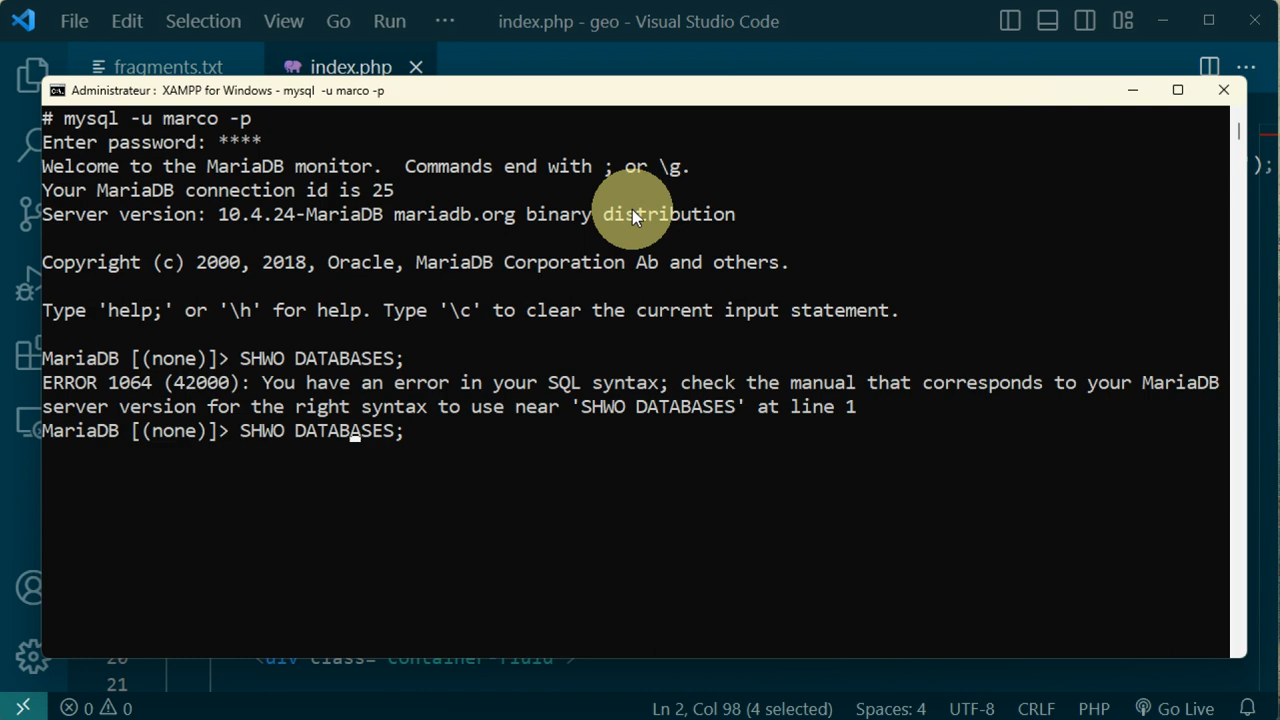 File Edit Selection View Go Run ··· index.php - geo - Visual Studio Code
fragments.txt index.php
Administrateur : XAMPP for Windows - mysql -u marco -p
# mysql -u marco -p
Enter password: ****
Welcome to the MariaDB monitor.  Commands end with ; or \g.
Your MariaDB connection id is 25
Server version: 10.4.24-MariaDB mariadb.org binary distribution
Copyright (c) 2000, 2018, Oracle, MariaDB Corporation Ab and others.
Type 'help;' or '\h' for help. Type '\c' to clear the current input statement.
MariaDB [(none)]> SHWO DATABASES;
ERROR 1064 (42000): You have an error in your SQL syntax; check the manual that corresponds to your MariaDB
server version for the right syntax to use near 'SHWO DATABASES' at line 1
MariaDB [(none)]> SHWO DATABASES;
);
21
0 0 Ln 2, Col 98 (4 selected) Spaces: 4 UTF-8 CRLF PHP Go Live